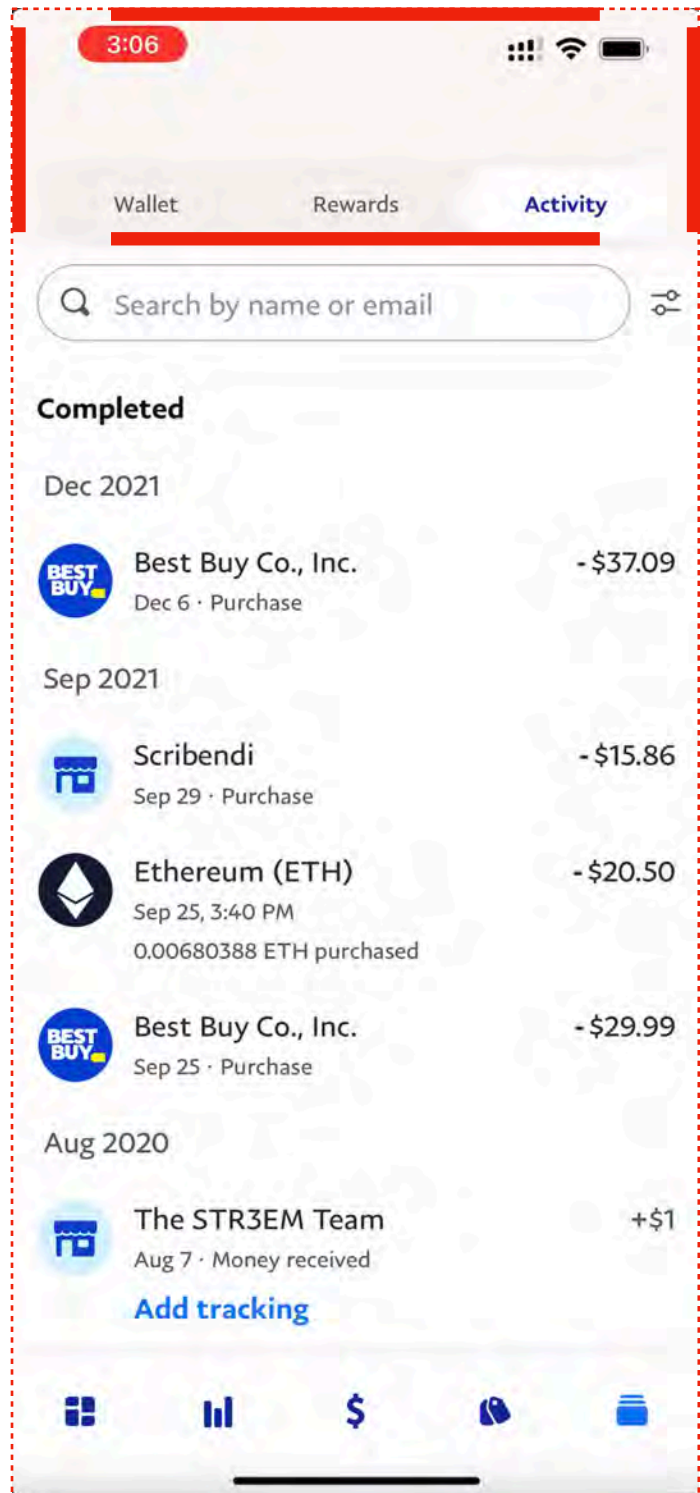 3:06
Wallet Rewards Activity
Search by name or email
Completed
Dec 2021
BEST
BUY
Best Buy Co., Inc. - $37.09
Dec 6 · Purchase
Sep 2021
Scribendi - $15.86
Sep 29 · Purchase
Ethereum (ETH) - $20.50
Sep 25, 3:40 PM
0.00680388 ETH purchased
BEST
BUY
Best Buy Co., Inc. - $29.99
Sep 25 · Purchase
Aug 2020
The STR3EM Team +$1
Aug 7 · Money received
Add tracking
$